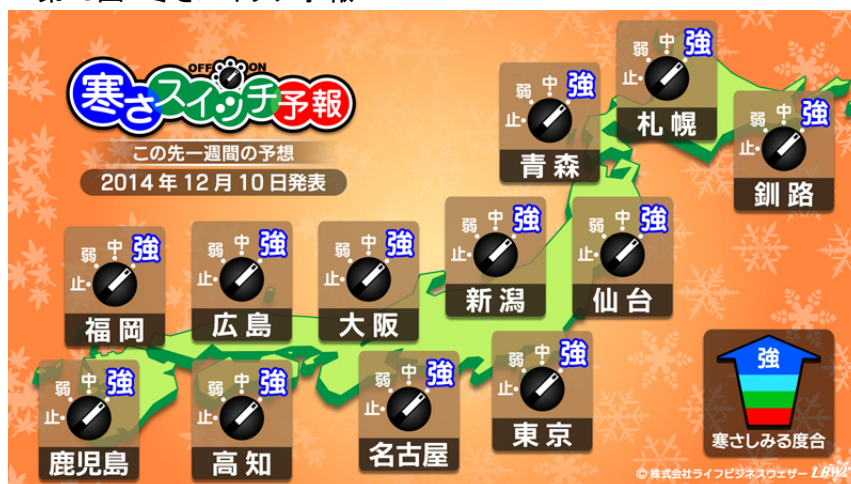 OFF ON
寒さスイッチ予報
この先一週間の予想
2014年12月10日発表
止 弱 中 強
札幌
止 弱 中 強
青森
止 弱 中 強
釧路
止 弱 中 強
新潟
止 弱 中 強
仙台
止 弱 中 強
福岡
止 弱 中 強
広島
止 弱 中 強
大阪
止 弱 中 強
鹿児島
止 弱 中 強
高知
止 弱 中 強
名古屋
止 弱 中 強
東京
強
寒さしみる度合
© 株式会社ライフビジネスウェザー LBW